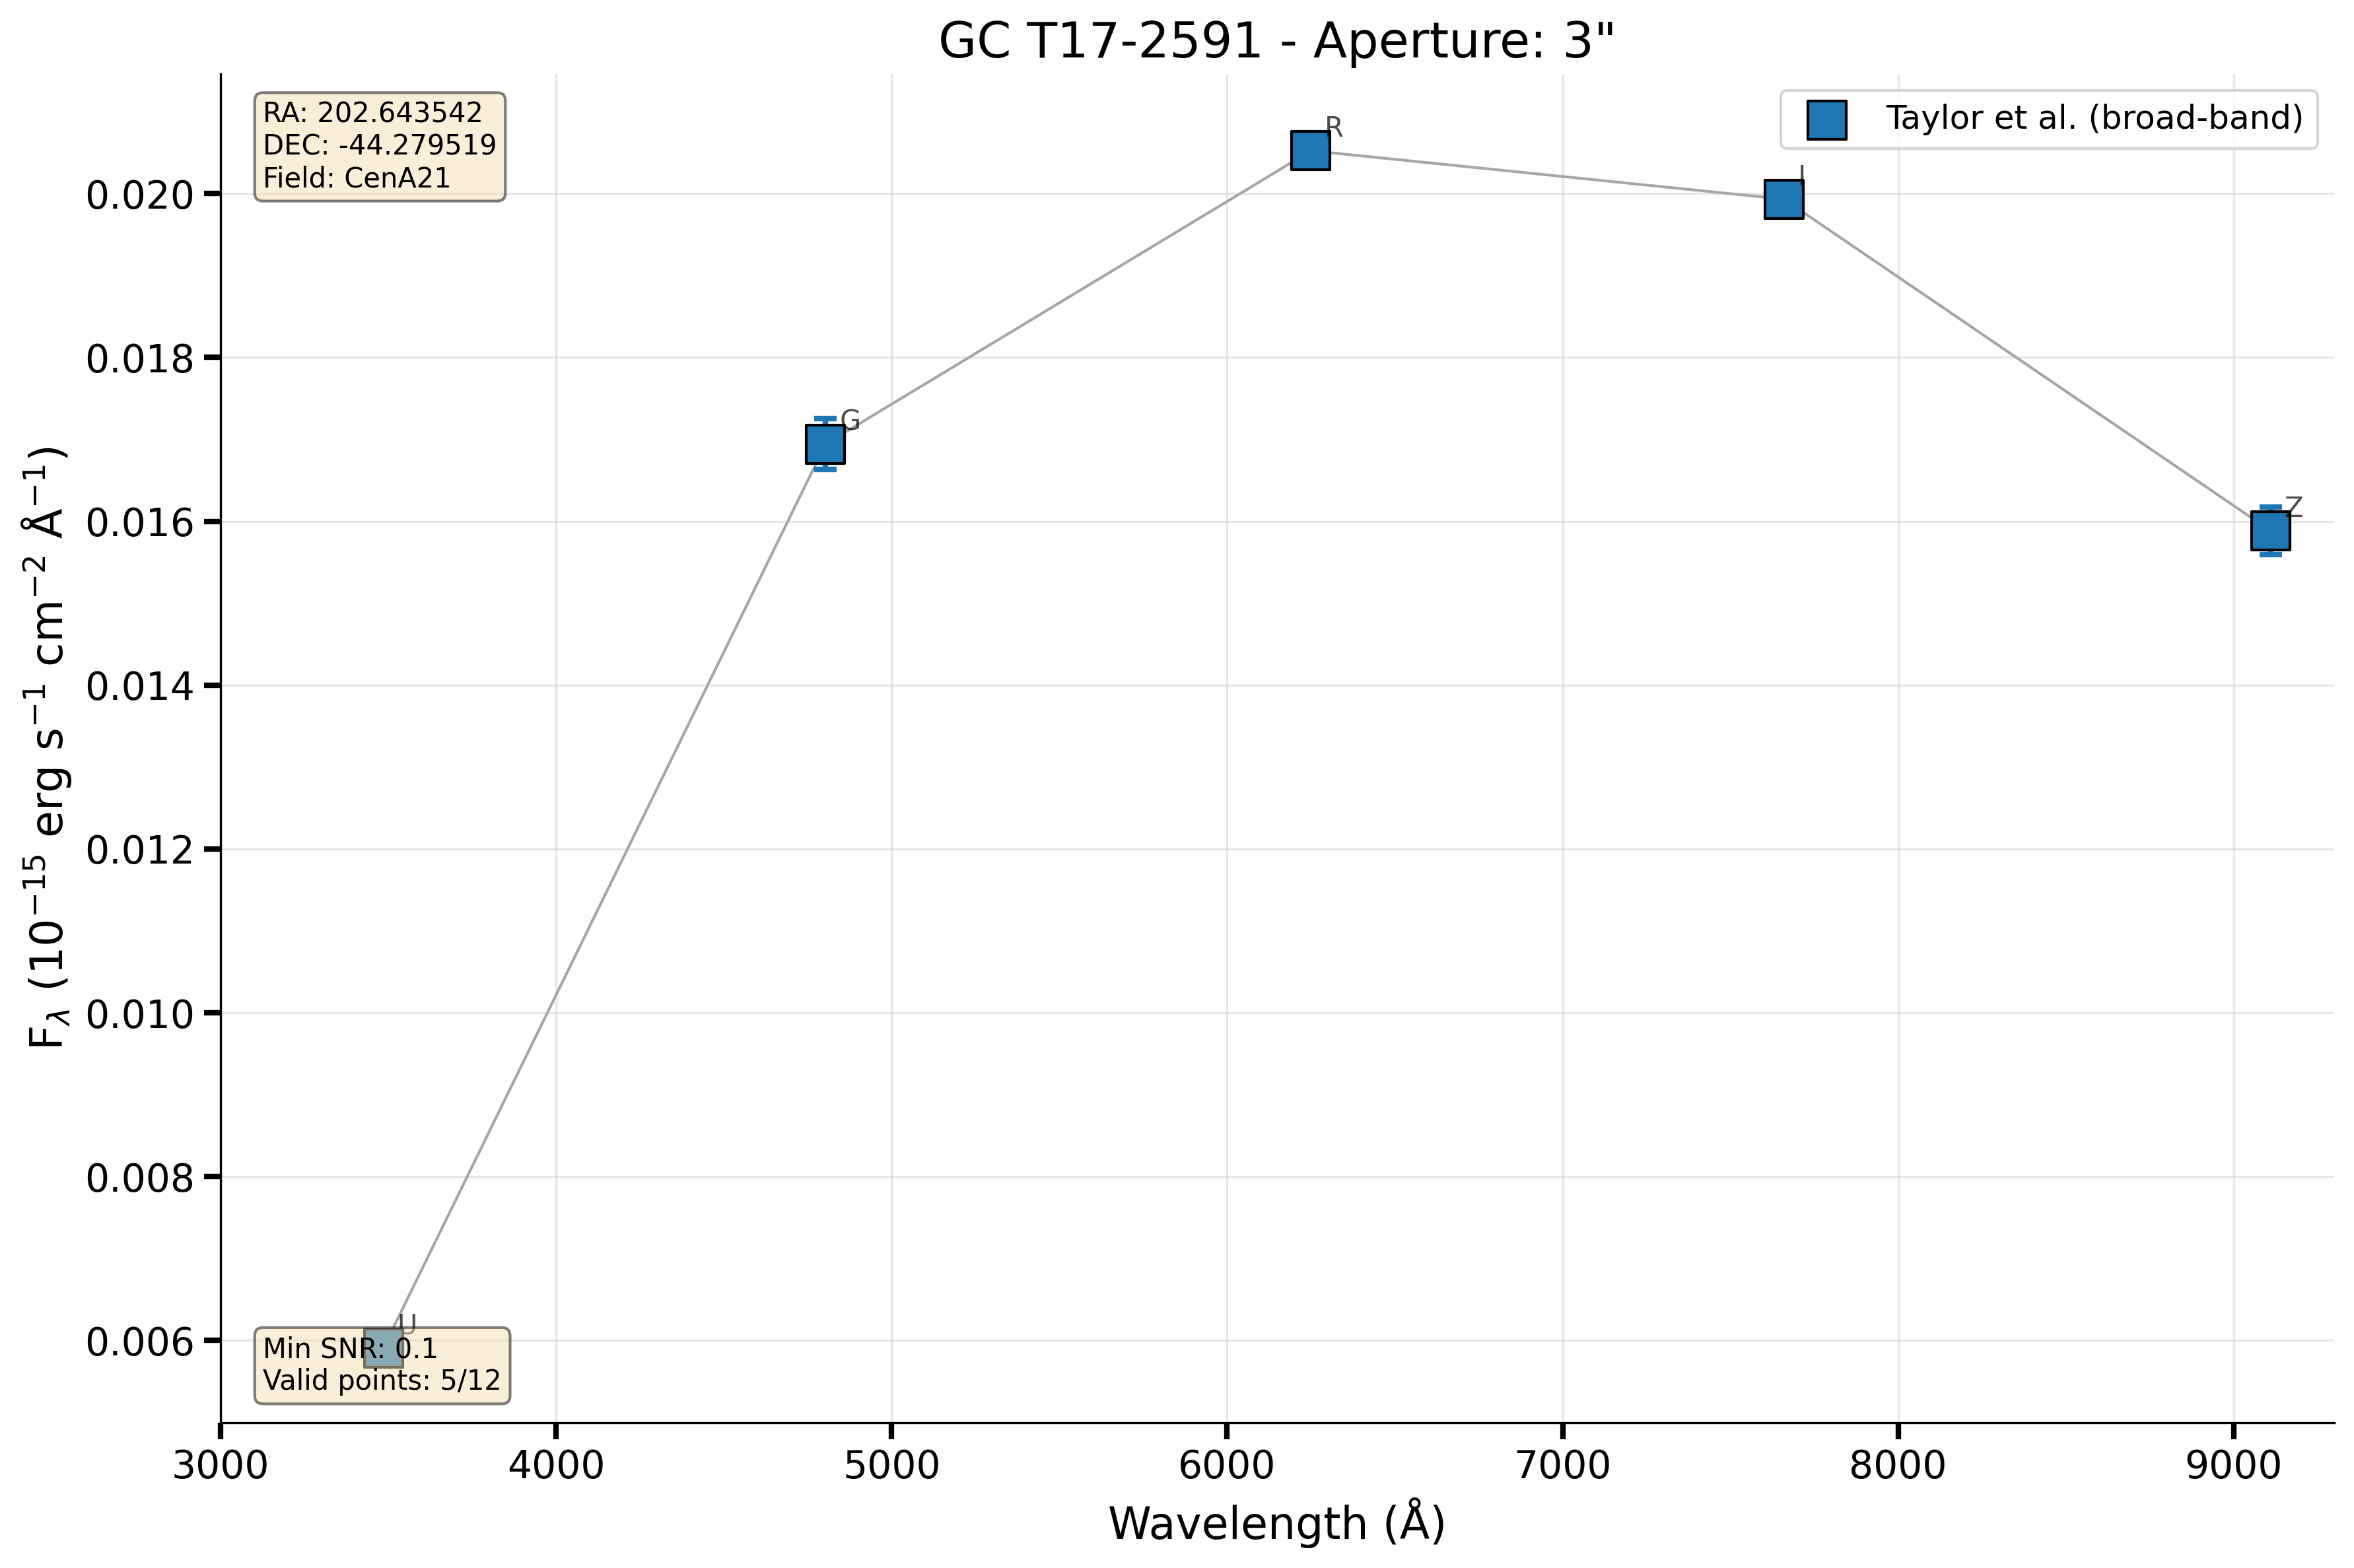 GC T17-2591 - Aperture: 3"
RA: 202.643542
DEC: -44.279519
Field: CenA21
Taylor et al. (broad-band)
R
I
G
Z
U
Min SNR: 0.1
Valid points: 5/12
0.020
0.018
0.016
0.014
0.012
0.010
0.008
0.006
F_λ (10⁻¹⁵ erg s⁻¹ cm⁻² Å⁻¹)
3000 4000 5000 6000 7000 8000 9000
Wavelength (Å)